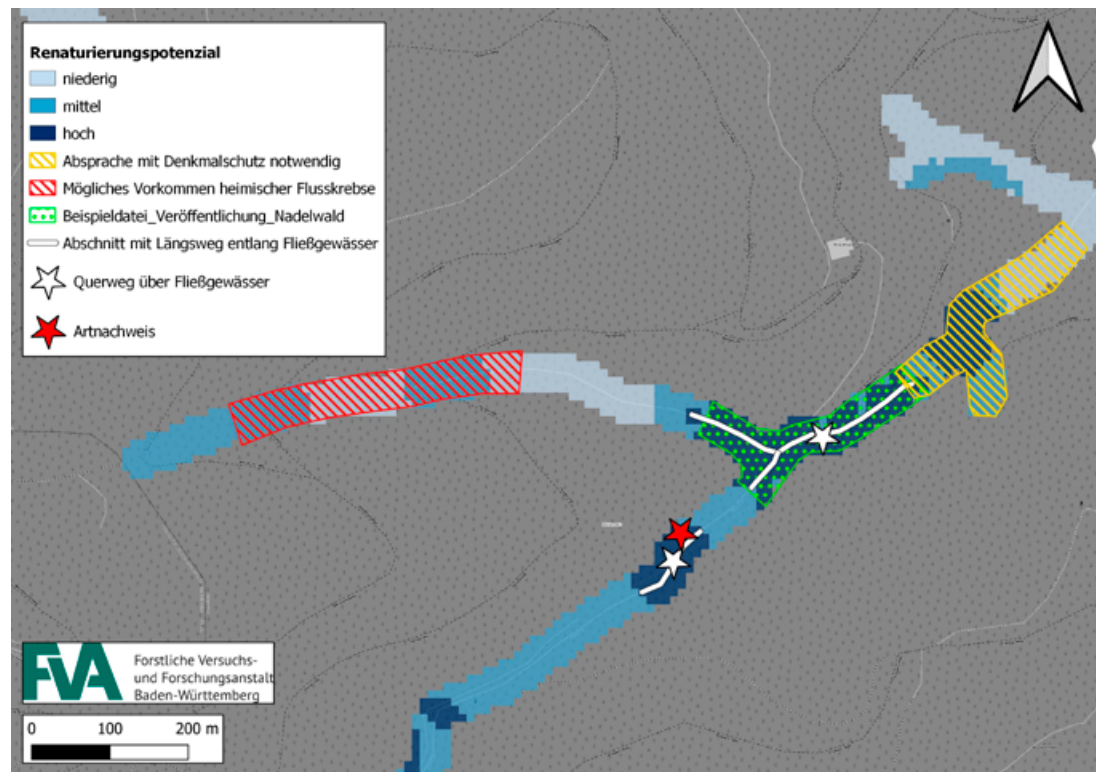 Renaturierungspotenzial
niederig
mittel
hoch
Absprache mit Denkmalschutz notwendig
Mögliches Vorkommen heimischer Flusskrebse
Beispieldatei_Veröffentlichung_Nadelwald
Abschnitt mit Längsweg entlang Fließgewässer
Querweg über Fließgewässer
Artnachweis
FVA
Forstliche Versuchs-
und Forschungsanstalt
Baden-Württemberg
0 100 200 m